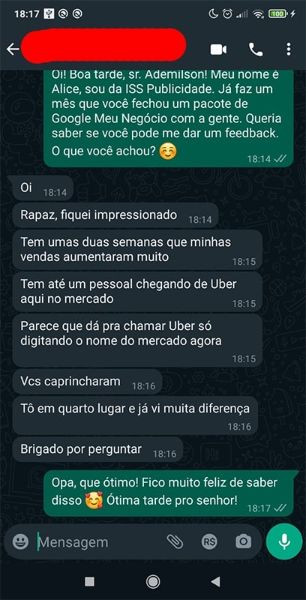 18:17
Oi! Boa tarde, sr. Ademilson! Meu nome é
Alice, sou da ISS Publicidade. Já faz um
mês que você fechou um pacote de
Google Meu Negócio com a gente. Queria
saber se você pode me dar um feedback.
O que você achou? 😊
18:14
Oi
18:14
Rapaz, fiquei impressionado
18:14
Tem umas duas semanas que minhas
vendas aumentaram muito
18:15
Tem até um pessoal chegando de Uber
aqui no mercado
18:15
Parece que dá pra chamar Uber só
digitando o nome do mercado agora
18:15
Vcs caprincharam
18:16
Tô em quarto lugar e já vi muita diferença
18:16
Brigado por perguntar
18:16
Opa, que ótimo! Fico muito feliz de saber
disso 🥰 Ótima tarde pro senhor!
18:17
Mensagem
R$